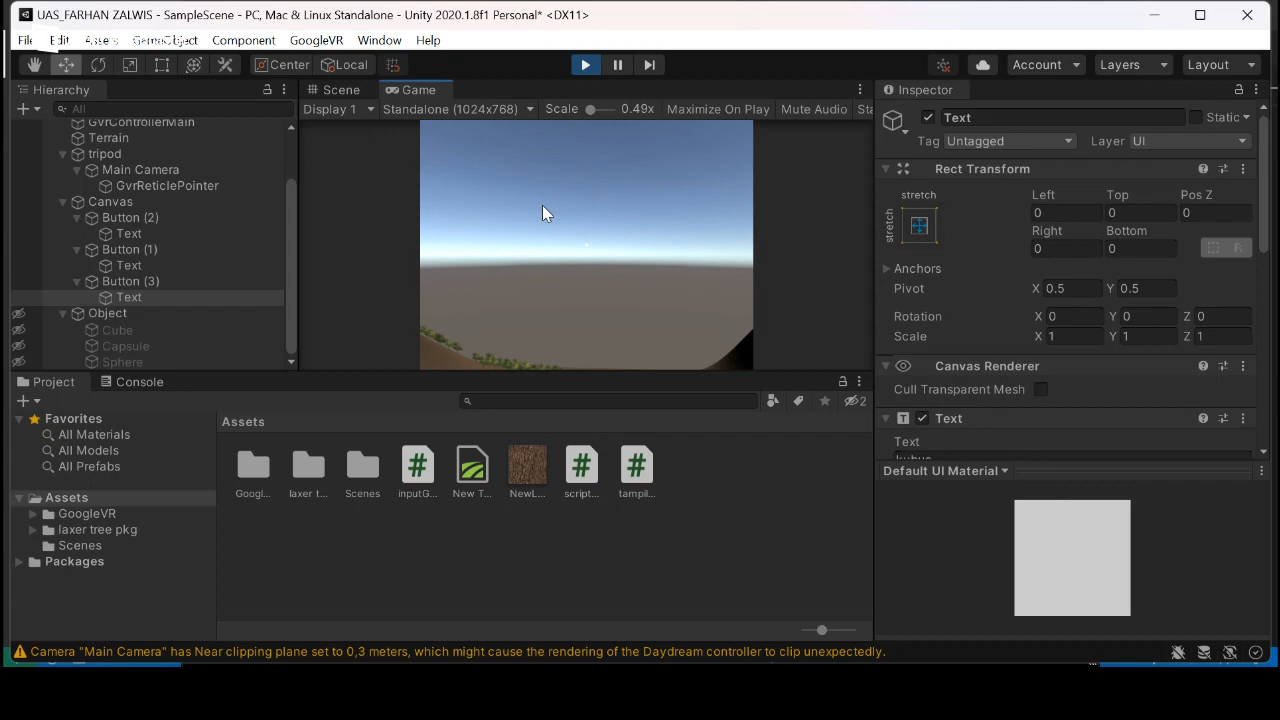 UAS_FARHAN ZALWIS - SampleScene - PC, Mac & Linux Standalone - Unity 2020.1.8f1 Personal* <DX11>
File Edit Assets GameObject Component GoogleVR Window Help
Center Local Account Layers Layout
Hierarchy
All
GvrControllerMain
Terrain
tripod
Main Camera
GvrReticlePointer
Canvas
Button (2)
Text
Button (1)
Text
Button (3)
Text
Object
Cube
Capsule
Sphere
Scene Game
Display 1 Standalone (1024x768) Scale 0.49x Maximize On Play Mute Audio Sta
Inspector
Text Static
Tag Untagged Layer UI
Rect Transform
stretch
stretch
Left Top Pos Z
0 0 0
Right Bottom
0 0 R
Anchors
Pivot X 0.5 Y 0.5
Rotation X 0 Y 0 Z 0
Scale X 1 Y 1 Z 1
Canvas Renderer
Cull Transparent Mesh
T Text
Text
kubus
Default UI Material
Project Console
2
Favorites
All Materials
All Models
All Prefabs
Assets
GoogleVR
laxer tree pkg
Scenes
Packages
Assets
Googl... laxer t... Scenes inputG... New T... NewL... script... tampil...
Camera "Main Camera" has Near clipping plane set to 0,3 meters, which might cause the rendering of the Daydream controller to clip unexpectedly.